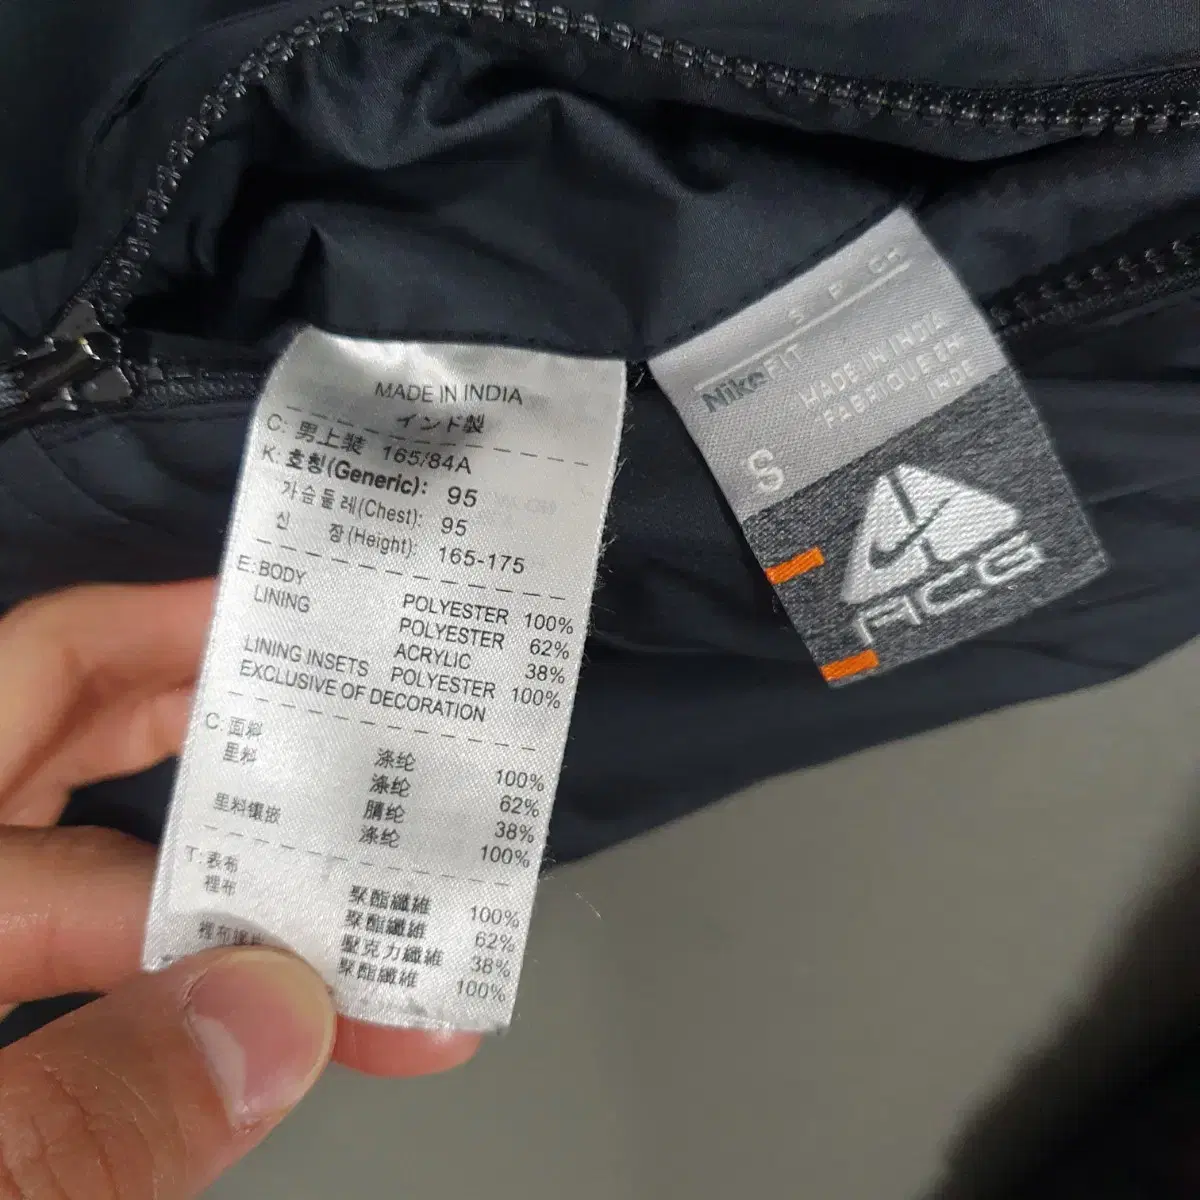 MADE IN INDIA
インド製
C: 男上装 165/84A
K: 호칭(Generic): 95
가슴둘레(Chest): 95
신 장(Height): 165-175
E: BODY POLYESTER 100%
LINING POLYESTER 62%
ACRYLIC 38%
LINING INSETS POLYESTER 100%
EXCLUSIVE OF DECORATION
C: 面料 涤纶 100%
里料 涤纶 62%
腈纶 38%
里料镶嵌 涤纶 100%
T: 表布 聚酯纖維 100%
裡布 聚酯纖維 62%
壓克力纖維 38%
裡布 聚酯纖維 100%
S P CH
NikeFIT
MADE IN INDIA
FABRIQUE EN
INDE
S
ACG